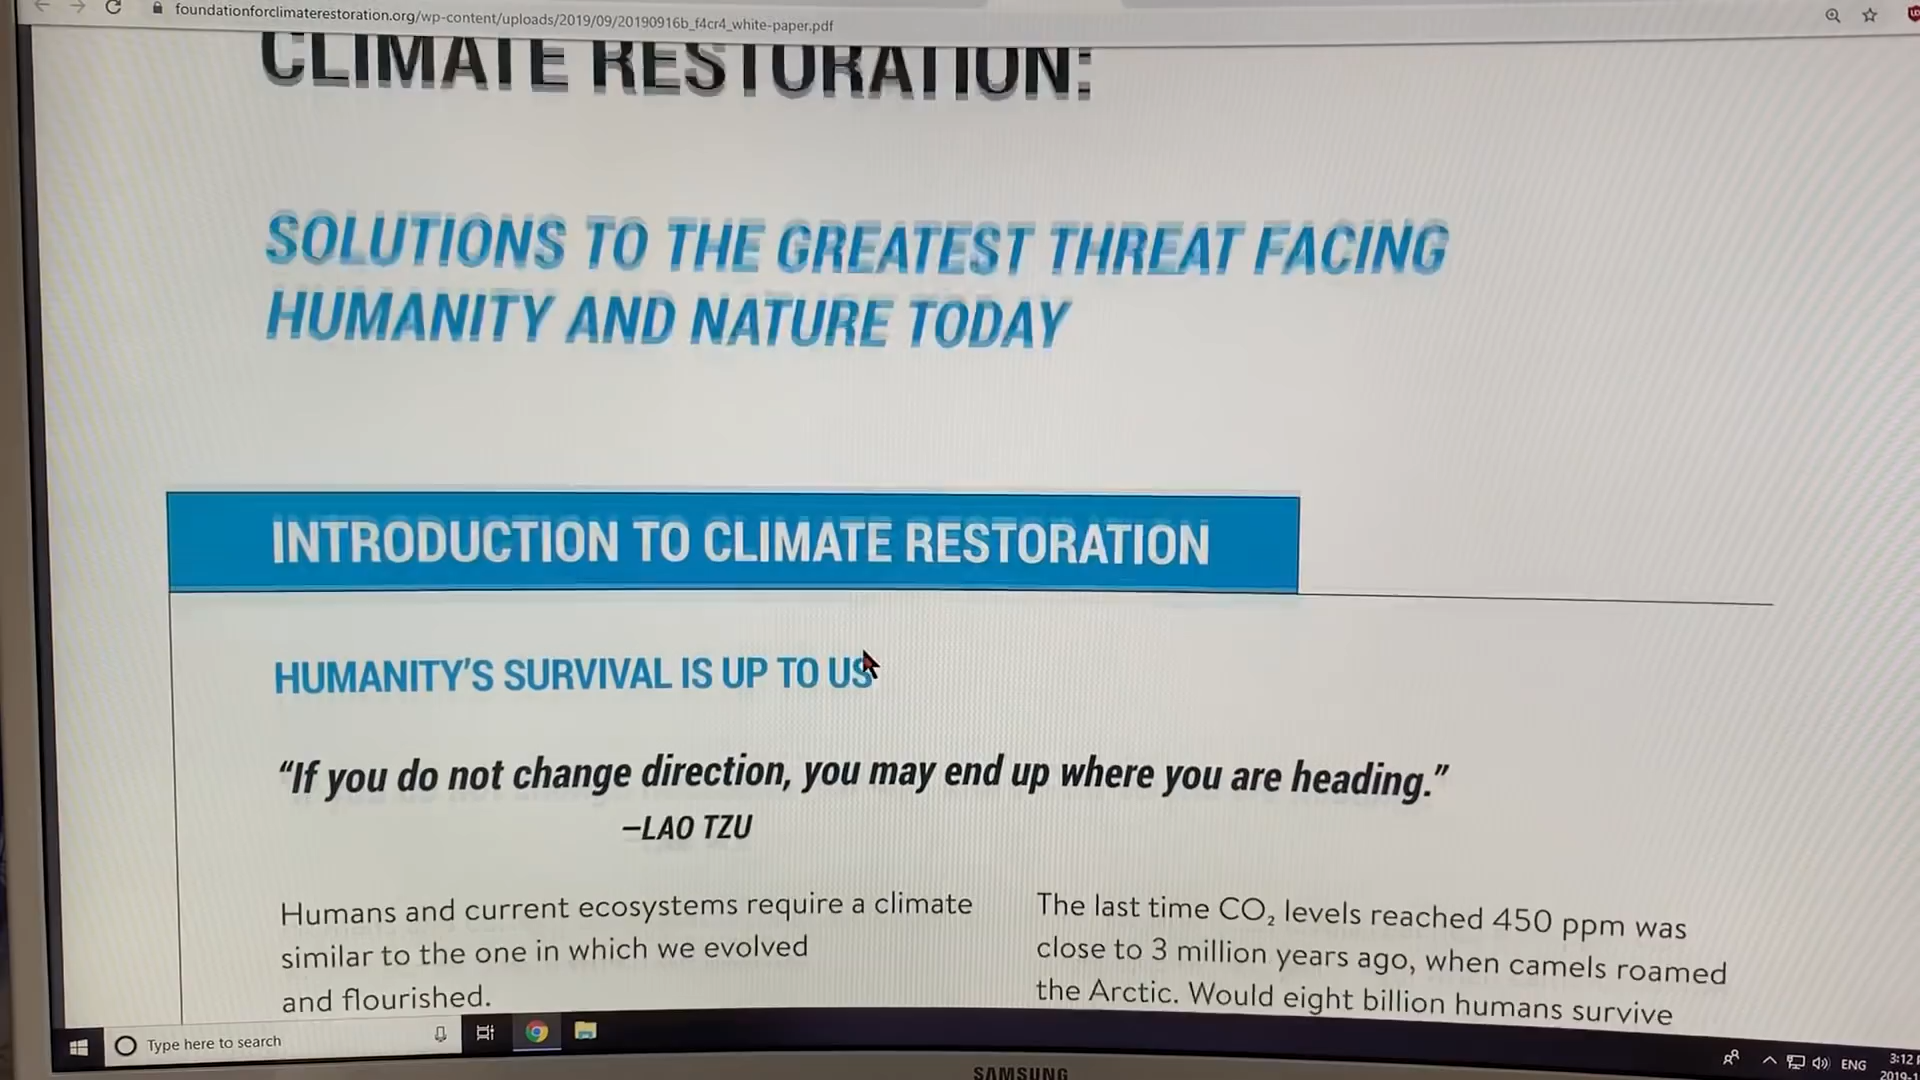 foundationforclimaterestoration.org/wp-content/uploads/2019/09/20190916b_f4cr4_white-paper.pdf
CLIMATE RESTORATION:
SOLUTIONS TO THE GREATEST THREAT FACING
HUMANITY AND NATURE TODAY
INTRODUCTION TO CLIMATE RESTORATION
HUMANITY'S SURVIVAL IS UP TO US
“If you do not change direction, you may end up where you are heading.”
—LAO TZU
Humans and current ecosystems require a climate
similar to the one in which we evolved
and flourished.
The last time CO₂ levels reached 450 ppm was
close to 3 million years ago, when camels roamed
the Arctic. Would eight billion humans survive
Type here to search
ENG
3:12
2019-1
SAMSUNG